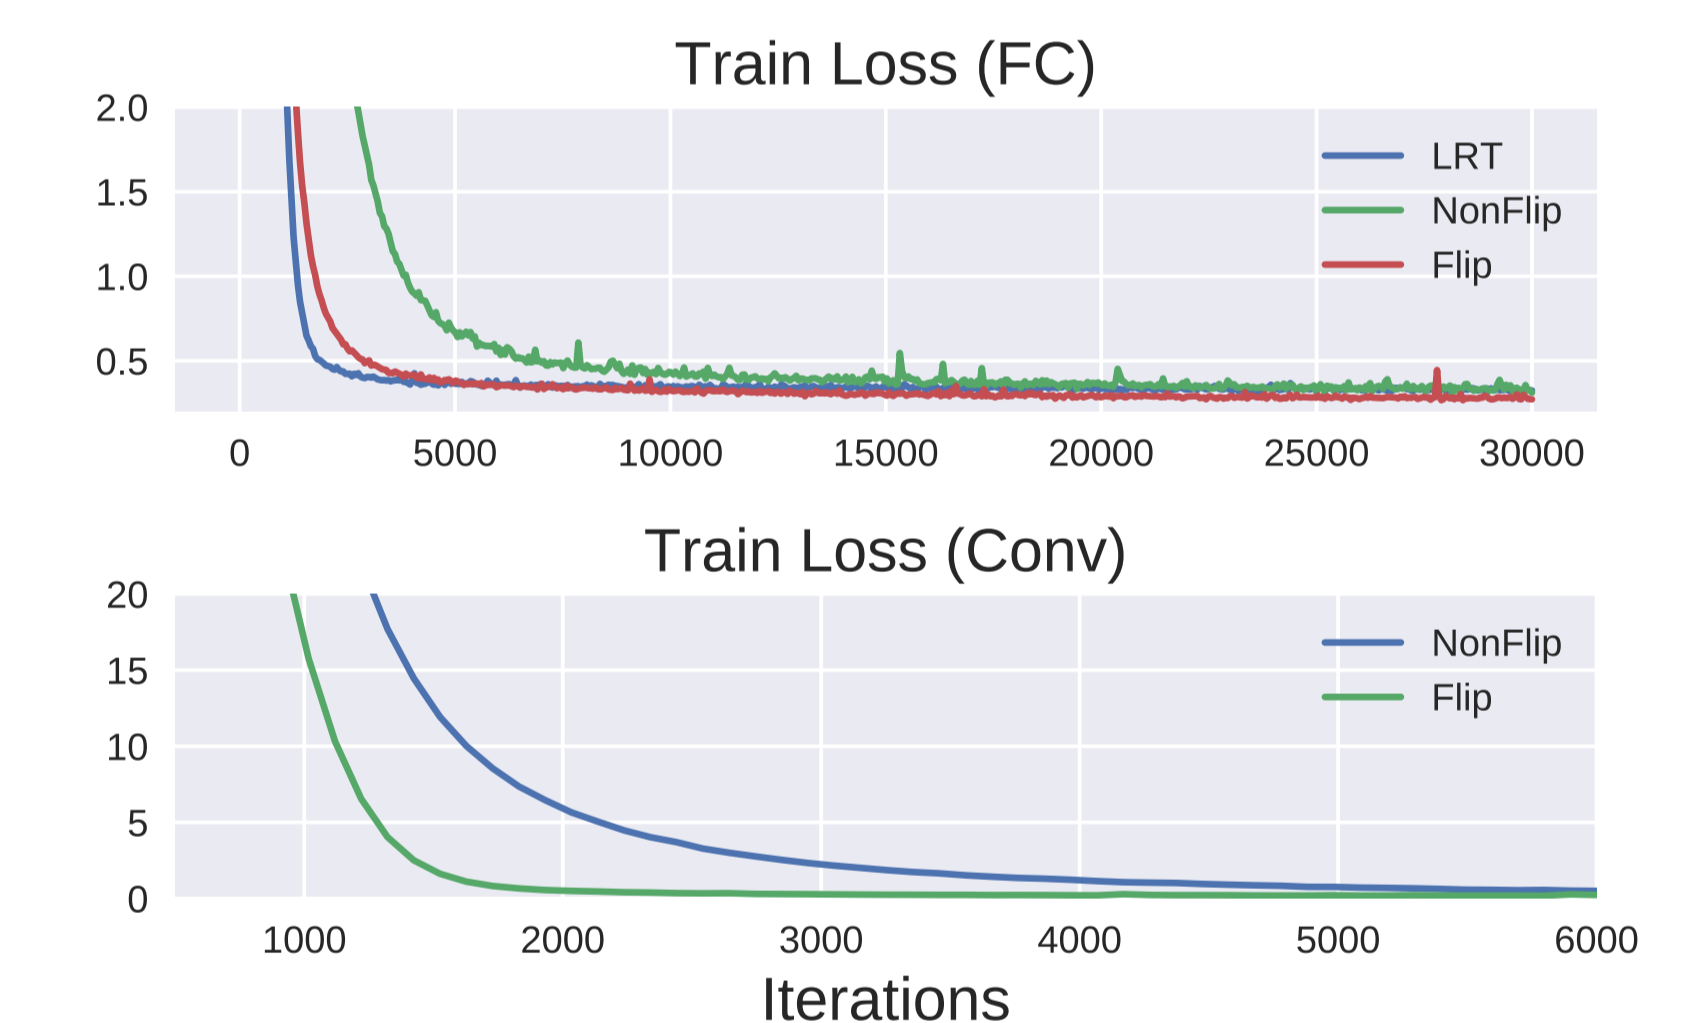 Train Loss (FC)
2.0
1.5
1.0
0.5
LRT
NonFlip
Flip
0 5000 10000 15000 20000 25000 30000
Train Loss (Conv)
20
15
10
5
0
NonFlip
Flip
1000 2000 3000 4000 5000 6000
Iterations